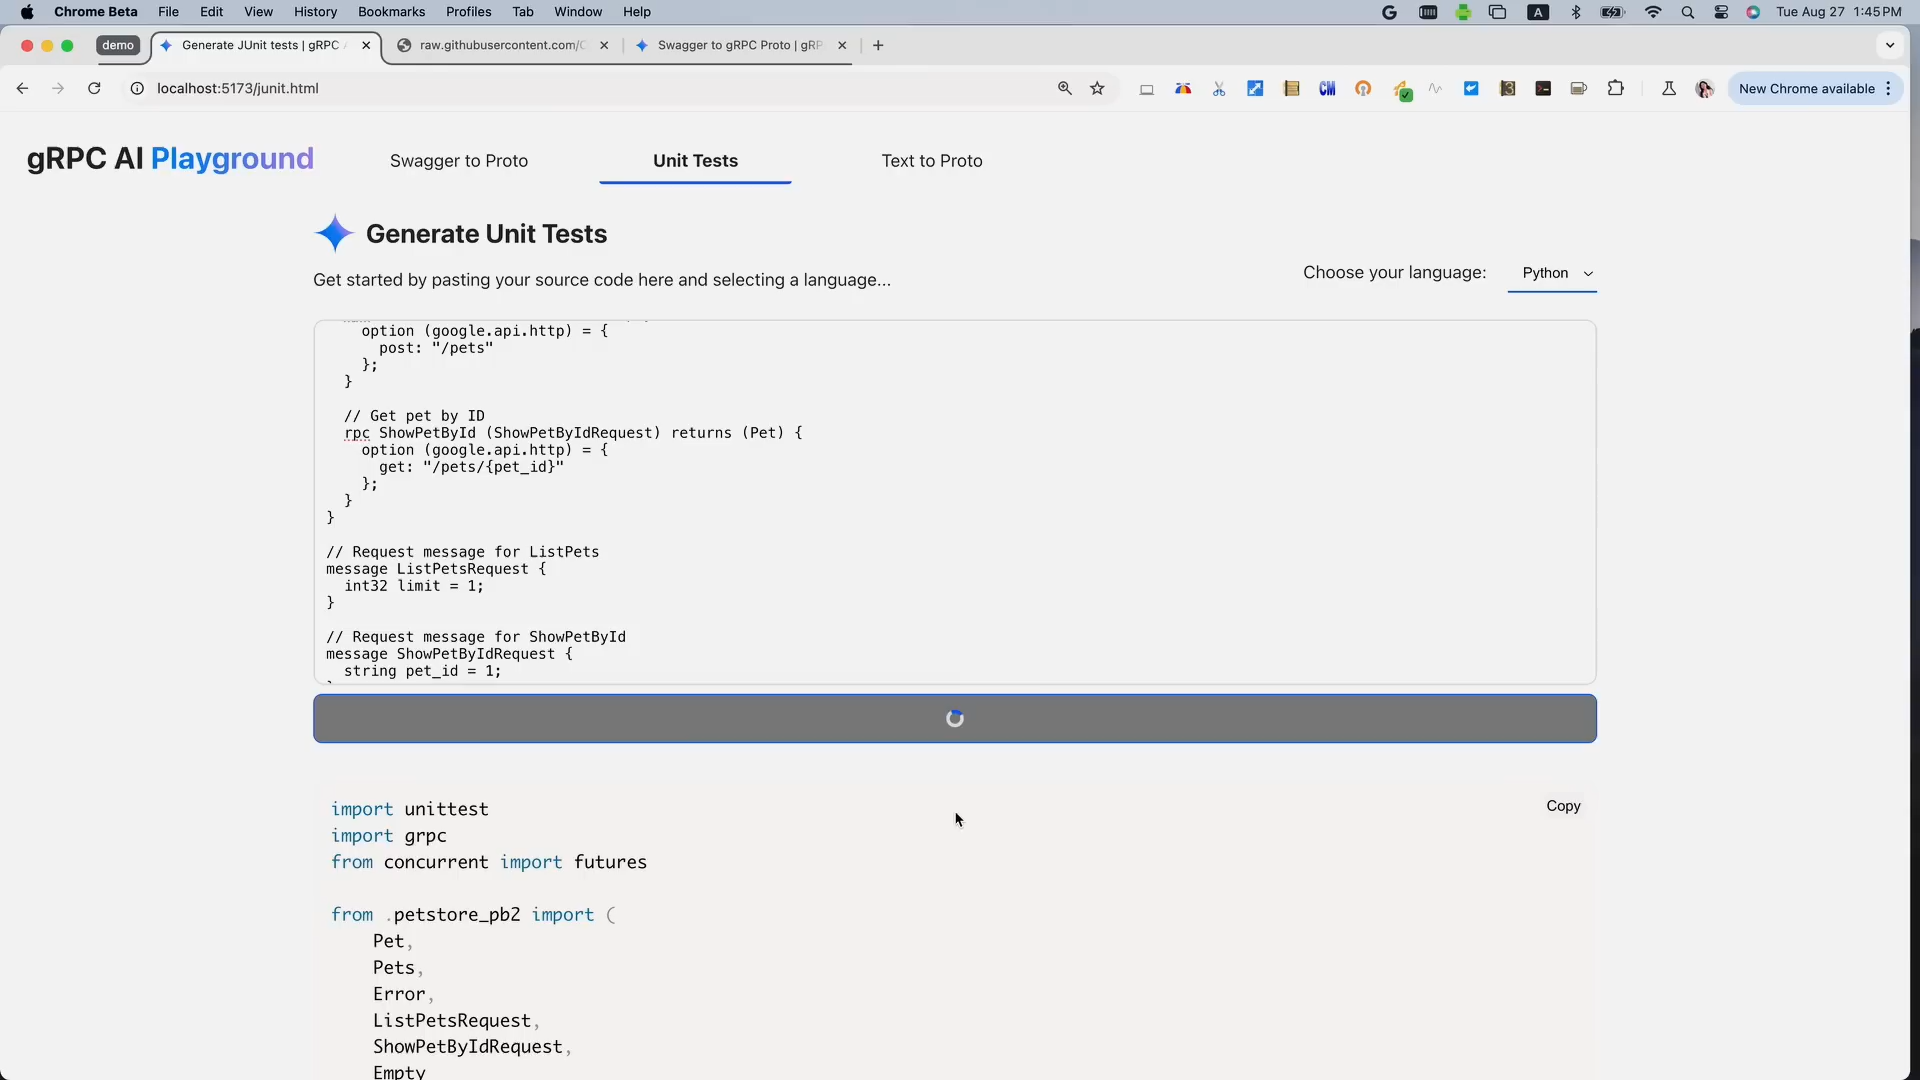 Chrome Beta File Edit View History Bookmarks Profiles Tab Window Help
A
Tue Aug 27 1:45 PM
demo
Generate JUnit tests | gRPC
raw.githubusercontent.com/
Swagger to gRPC Proto | gRP
localhost:5173/junit.html
New Chrome available
gRPC AI Playground
Swagger to Proto
Unit Tests
Text to Proto
Generate Unit Tests
Get started by pasting your source code here and selecting a language...
Choose your language:
Python
option (google.api.http) = {
post: "/pets"
};
}
// Get pet by ID
rpc ShowPetById (ShowPetByIdRequest) returns (Pet) {
option (google.api.http) = {
get: "/pets/{pet_id}"
};
}
}
// Request message for ListPets
message ListPetsRequest {
int32 limit = 1;
}
// Request message for ShowPetById
message ShowPetByIdRequest {
string pet_id = 1;
Copy
import unittest
import grpc
from concurrent import futures
from .petstore_pb2 import (
Pet,
Pets,
Error,
ListPetsRequest,
ShowPetByIdRequest,
Empty